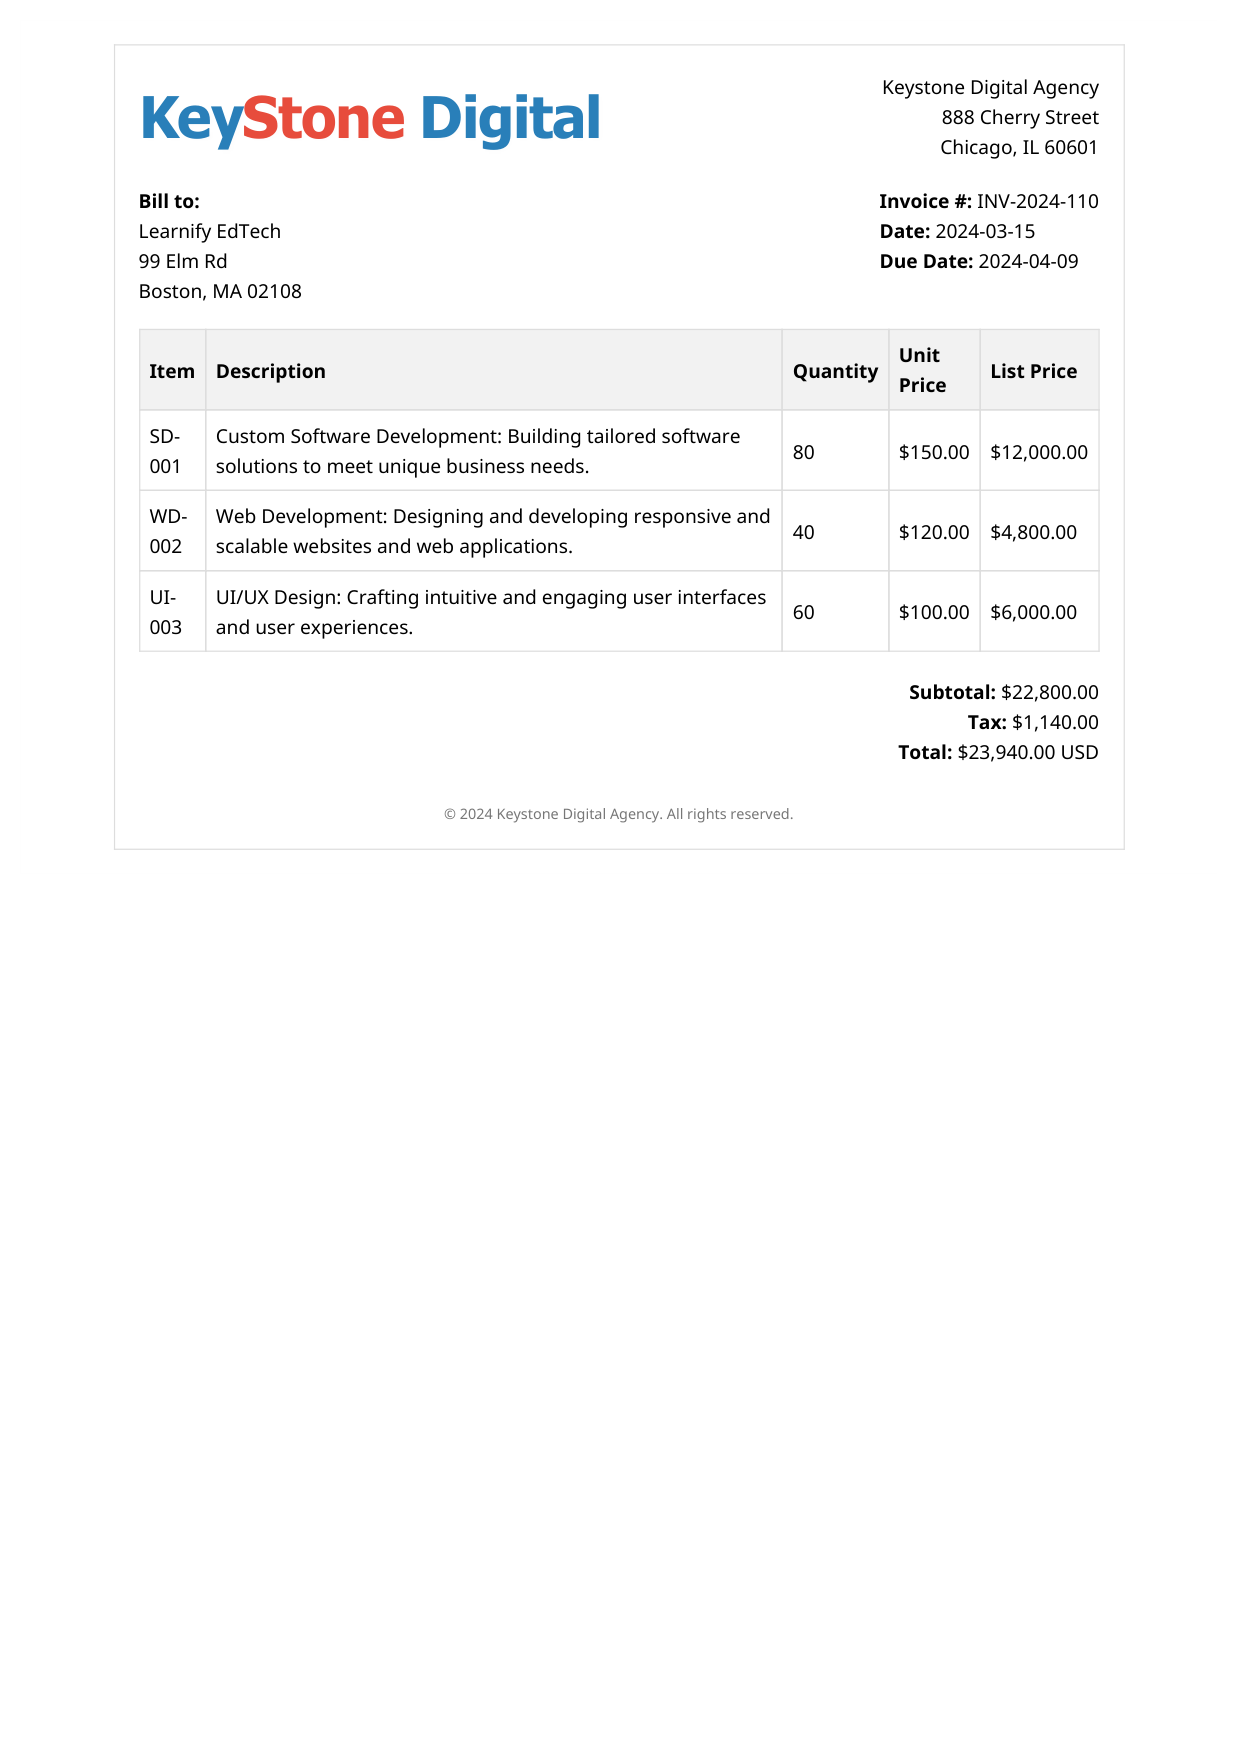 KeyStone Digital
Keystone Digital Agency
888 Cherry Street
Chicago, IL 60601
Bill to:
Learnify EdTech
99 Elm Rd
Boston, MA 02108
Invoice #: INV-2024-110
Date: 2024-03-15
Due Date: 2024-04-09
Item Description Quantity Unit Price List Price
SD-001 Custom Software Development: Building tailored software solutions to meet unique business needs. 80 $150.00 $12,000.00
WD-002 Web Development: Designing and developing responsive and scalable websites and web applications. 40 $120.00 $4,800.00
UI-003 UI/UX Design: Crafting intuitive and engaging user interfaces and user experiences. 60 $100.00 $6,000.00
Subtotal: $22,800.00
Tax: $1,140.00
Total: $23,940.00 USD
© 2024 Keystone Digital Agency. All rights reserved.